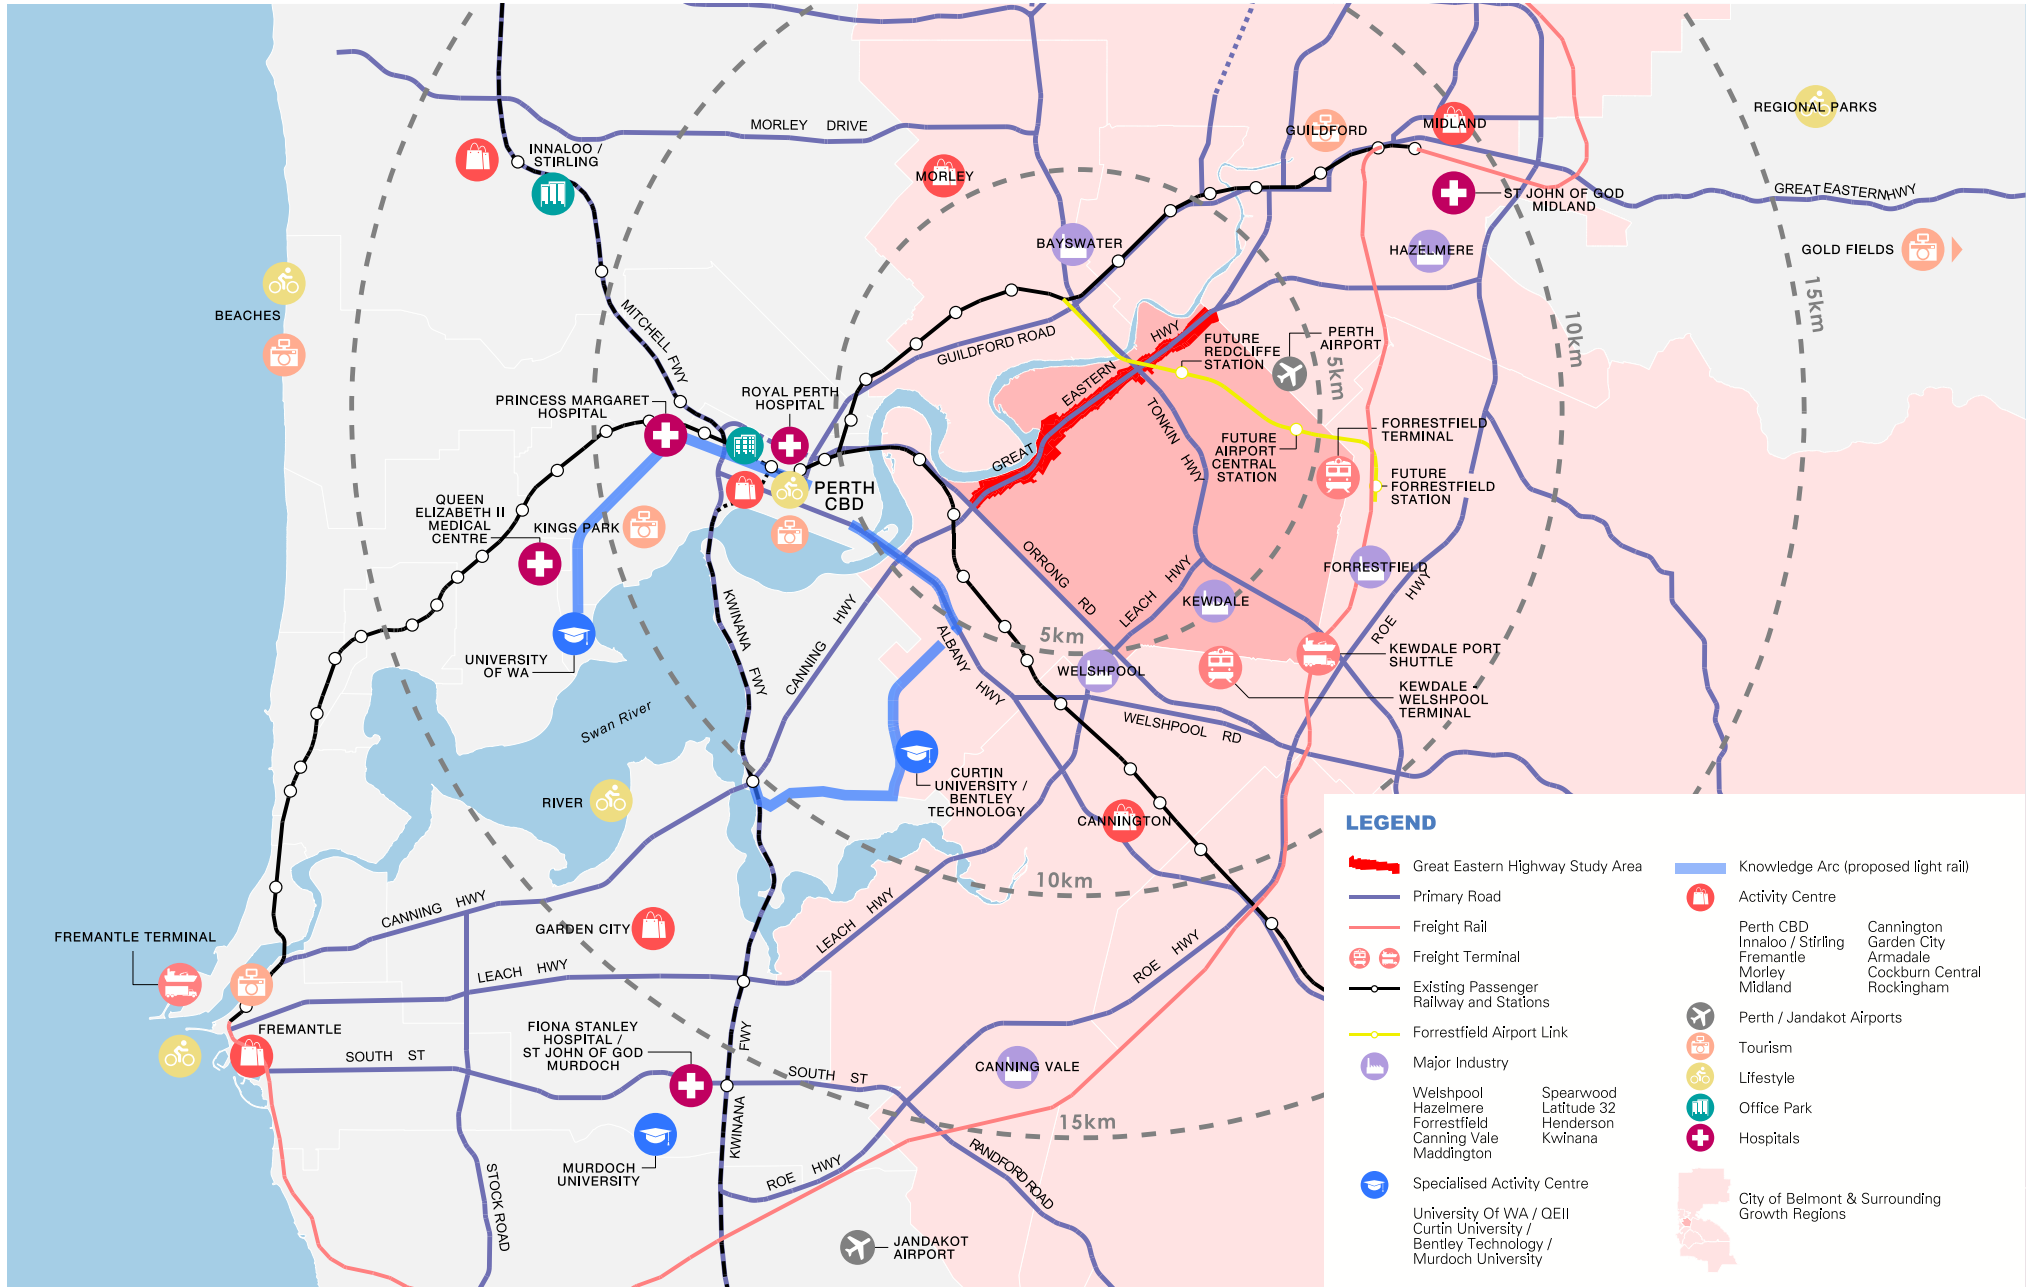 MORLEY DRIVE
INNALOO /
STIRLING
MORLEY
BAYSWATER
GUILDFORD
MIDLAND
REGIONAL PARKS
ST JOHN OF GOD
MIDLAND
GREAT EASTERN HWY
HAZELMERE
GOLD FIELDS
BEACHES
MITCHELL FWY
GUILDFORD ROAD
HWY
EASTERN
GREAT
FUTURE
REDCLIFFE
STATION
PERTH
AIRPORT
5km
10km
15km
PRINCESS MARGARET
HOSPITAL
ROYAL PERTH
HOSPITAL
TONKIN HWY
FUTURE
AIRPORT
CENTRAL
STATION
FORRESTFIELD
TERMINAL
FUTURE
FORRESTFIELD
STATION
QUEEN
ELIZABETH II
MEDICAL
CENTRE
KINGS PARK
PERTH
CBD
ORRONG RD
LEACH HWY
KEWDALE
FORRESTFIELD
ROE HWY
KWINANA FWY
CANNING HWY
ALBANY HWY
5km
UNIVERSITY
OF WA
WELSHPOOL
KEWDALE PORT
SHUTTLE
KEWDALE -
WELSHPOOL
TERMINAL
WELSHPOOL RD
Swan River
RIVER
CURTIN
UNIVERSITY /
BENTLEY
TECHNOLOGY
CANNINGTON
10km
CANNING HWY
GARDEN CITY
LEACH HWY
FREMANTLE TERMINAL
LEACH HWY
ROE HWY
FREMANTLE
SOUTH ST
FIONA STANLEY
HOSPITAL /
ST JOHN OF GOD
MURDOCH
FWY
KWINANA
SOUTH ST
CANNING VALE
15km
MURDOCH
UNIVERSITY
ROE HWY
RANDFORD ROAD
STOCK ROAD
JANDAKOT
AIRPORT
LEGEND
Great Eastern Highway Study Area
Primary Road
Freight Rail
Freight Terminal
Existing Passenger
Railway and Stations
Forrestfield Airport Link
Major Industry
Welshpool Spearwood
Hazelmere Latitude 32
Forrestfield Henderson
Canning Vale Kwinana
Maddington
Specialised Activity Centre
University Of WA / QEII
Curtin University /
Bentley Technology /
Murdoch University
Knowledge Arc (proposed light rail)
Activity Centre
Perth CBD Cannington
Innaloo / Stirling Garden City
Fremantle Armadale
Morley Cockburn Central
Midland Rockingham
Perth / Jandakot Airports
Tourism
Lifestyle
Office Park
Hospitals
City of Belmont & Surrounding
Growth Regions